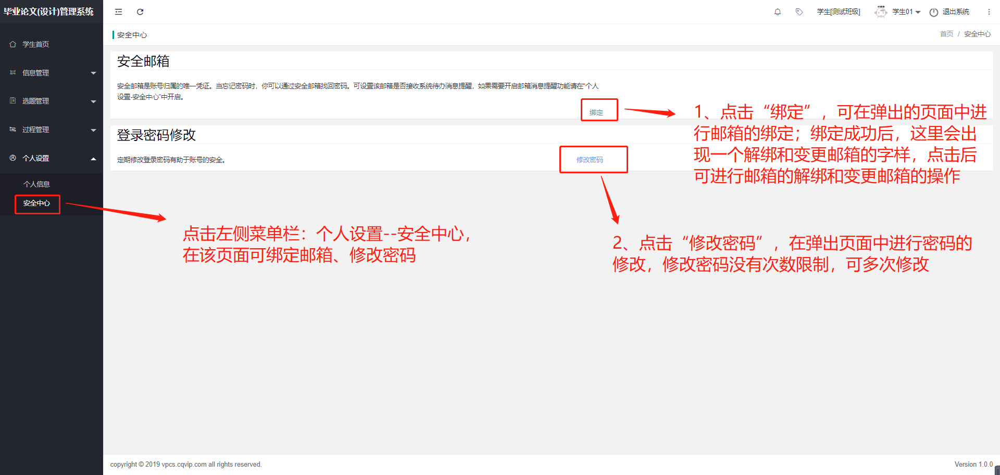 毕业论文(设计)管理系统
学生[测试班级]
学生01
退出系统
学生首页
信息管理
选题管理
过程管理
个人设置
个人信息
安全中心
安全中心
首页 / 安全中心
安全邮箱
安全邮箱是账号归属的唯一凭证。当忘记密码时，你可以通过安全邮箱找回密码。可设置该邮箱是否接收系统待办消息提醒，如果需要开启邮箱消息提醒功能请在“个人
设置-安全中心”中开启。
绑定
登录密码修改
定期修改登录密码有助于账号的安全。
修改密码
1、点击“绑定”，可在弹出的页面中进
行邮箱的绑定；绑定成功后，这里会出
现一个解绑和变更邮箱的字样，点击后
可进行邮箱的解绑和变更邮箱的操作
点击左侧菜单栏：个人设置--安全中心，
在该页面可绑定邮箱、修改密码
2、点击“修改密码”，在弹出页面中进行密码的
修改，修改密码没有次数限制，可多次修改
copyright © 2019 vpcs.cqvip.com all rights reserved.
Version 1.0.0